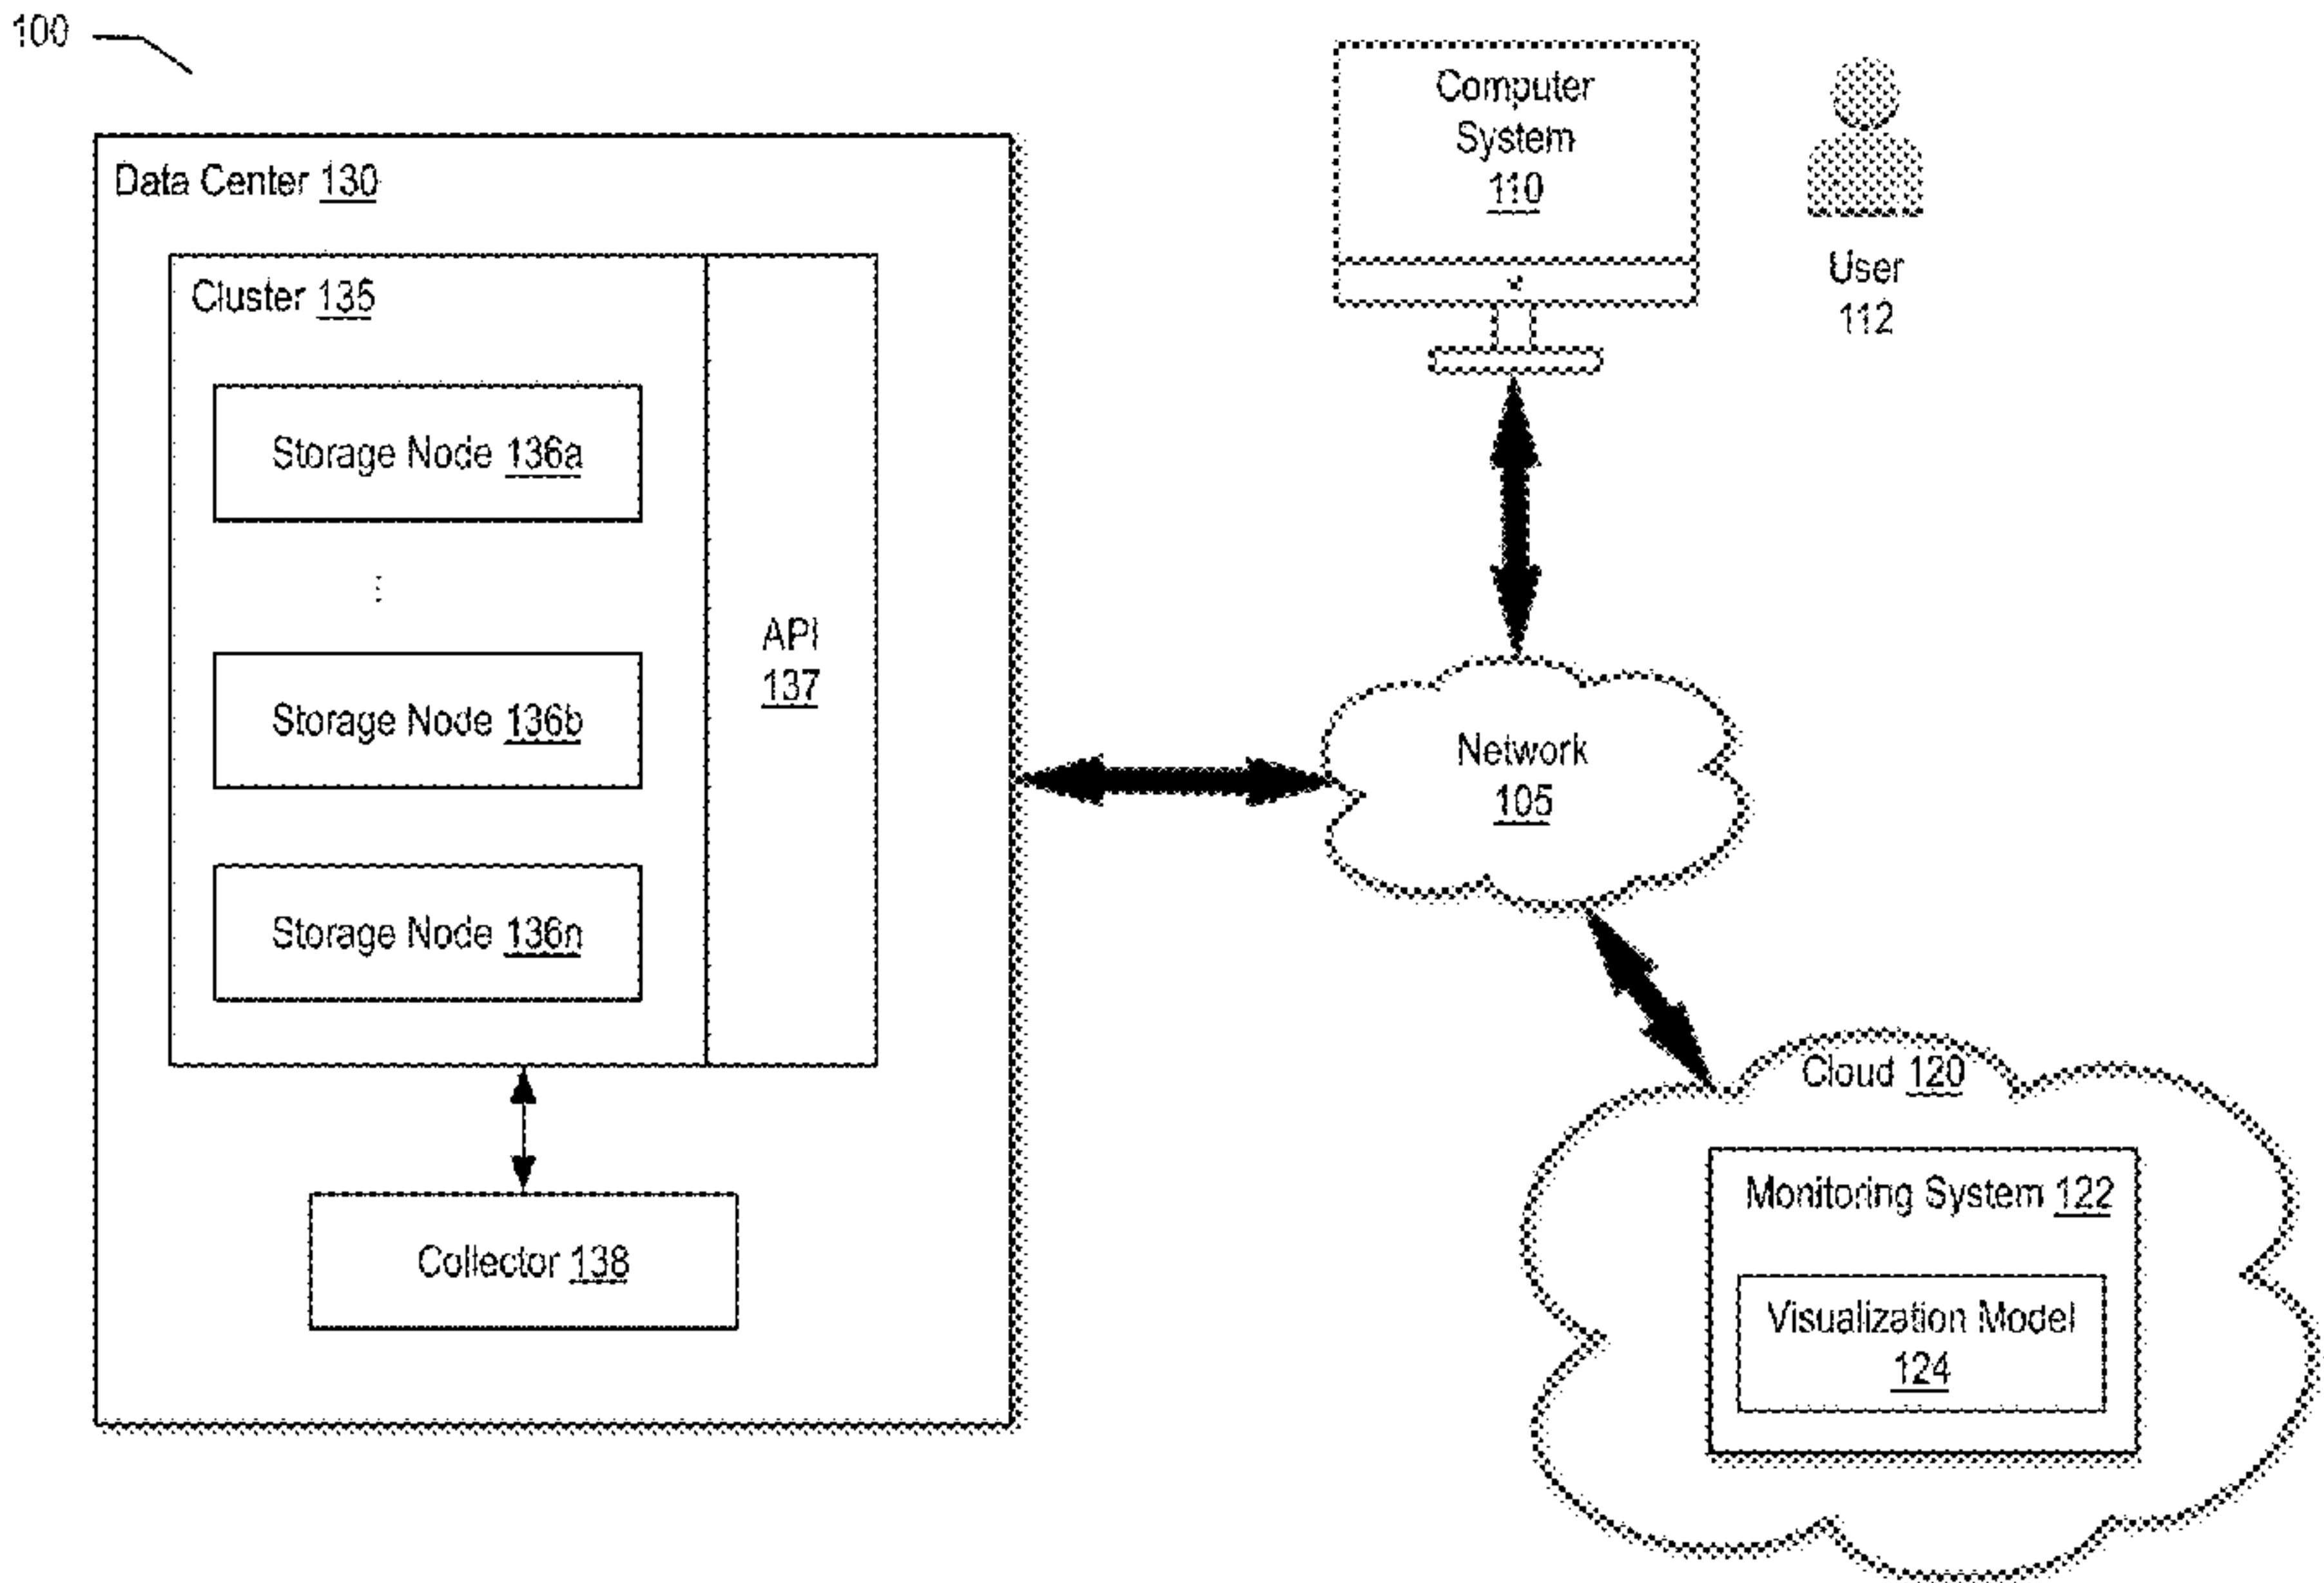 100
Data Center 130
Cluster 135
Storage Node 136a
⋮
Storage Node 136b
Storage Node 136n
API
137
Collector 138
Computer
System
110
User
112
Network
105
Cloud 120
Monitoring System 122
Visualization Model
124